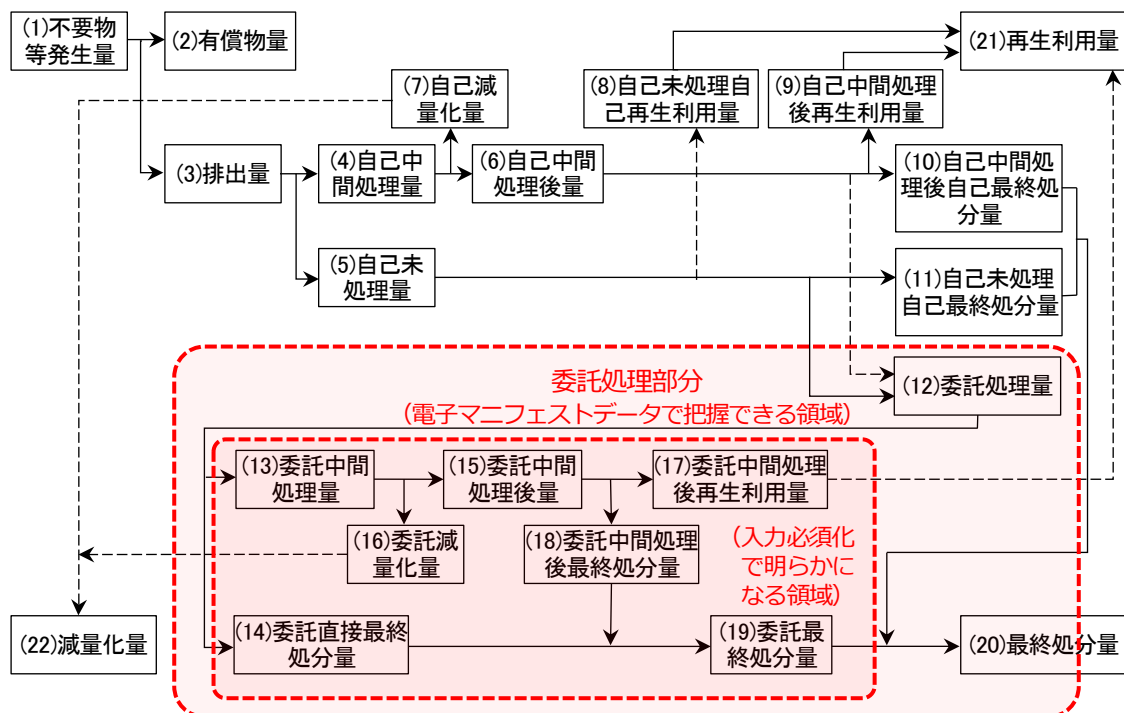 (1)不要物
等発生量
(2)有償物量
(3)排出量
(4)自己中
間処理量
(5)自己未
処理量
(6)自己中間
処理後量
(7)自己減
量化量
(8)自己未処理自
己再生利用量
(9)自己中間処理
後再生利用量
(21)再生利用量
(10)自己中間処
理後自己最終処
分量
(11)自己未処理
自己最終処分量
委託処理部分
(電子マニフェストデータで把握できる領域)
(12)委託処理量
(13)委託中間
処理量
(15)委託中間
処理後量
(17)委託中間処理
後再生利用量
(16)委託減
量化量
(18)委託中間処理
後最終処分量
(入力必須化
で明らかに
なる領域)
(22)減量化量
(14)委託直接最終
処分量
(19)委託最
終処分量
(20)最終処分量